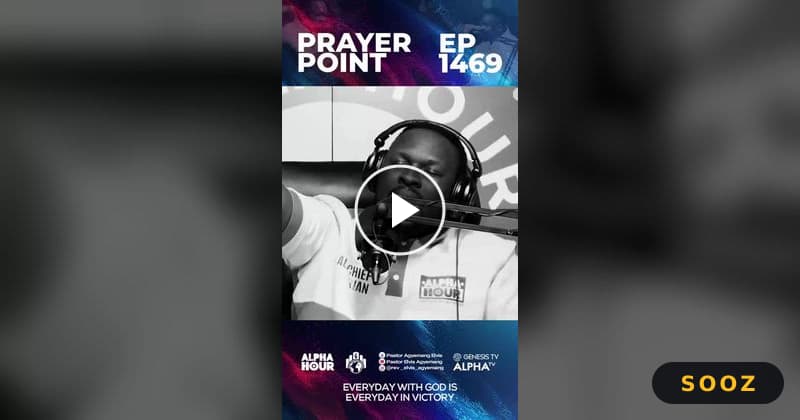 PRAYER
POINT
EP
1469
HOUR
ALPHA
HOUR
ALPHA
HOUR
Pastor Agyemang Elvis
Pastor Elvis Agyemang
@rev_elvis_agyemang
GENESIS TV
ALPHA TV
EVERYDAY WITH GOD IS
EVERYDAY IN VICTORY
SOOZ